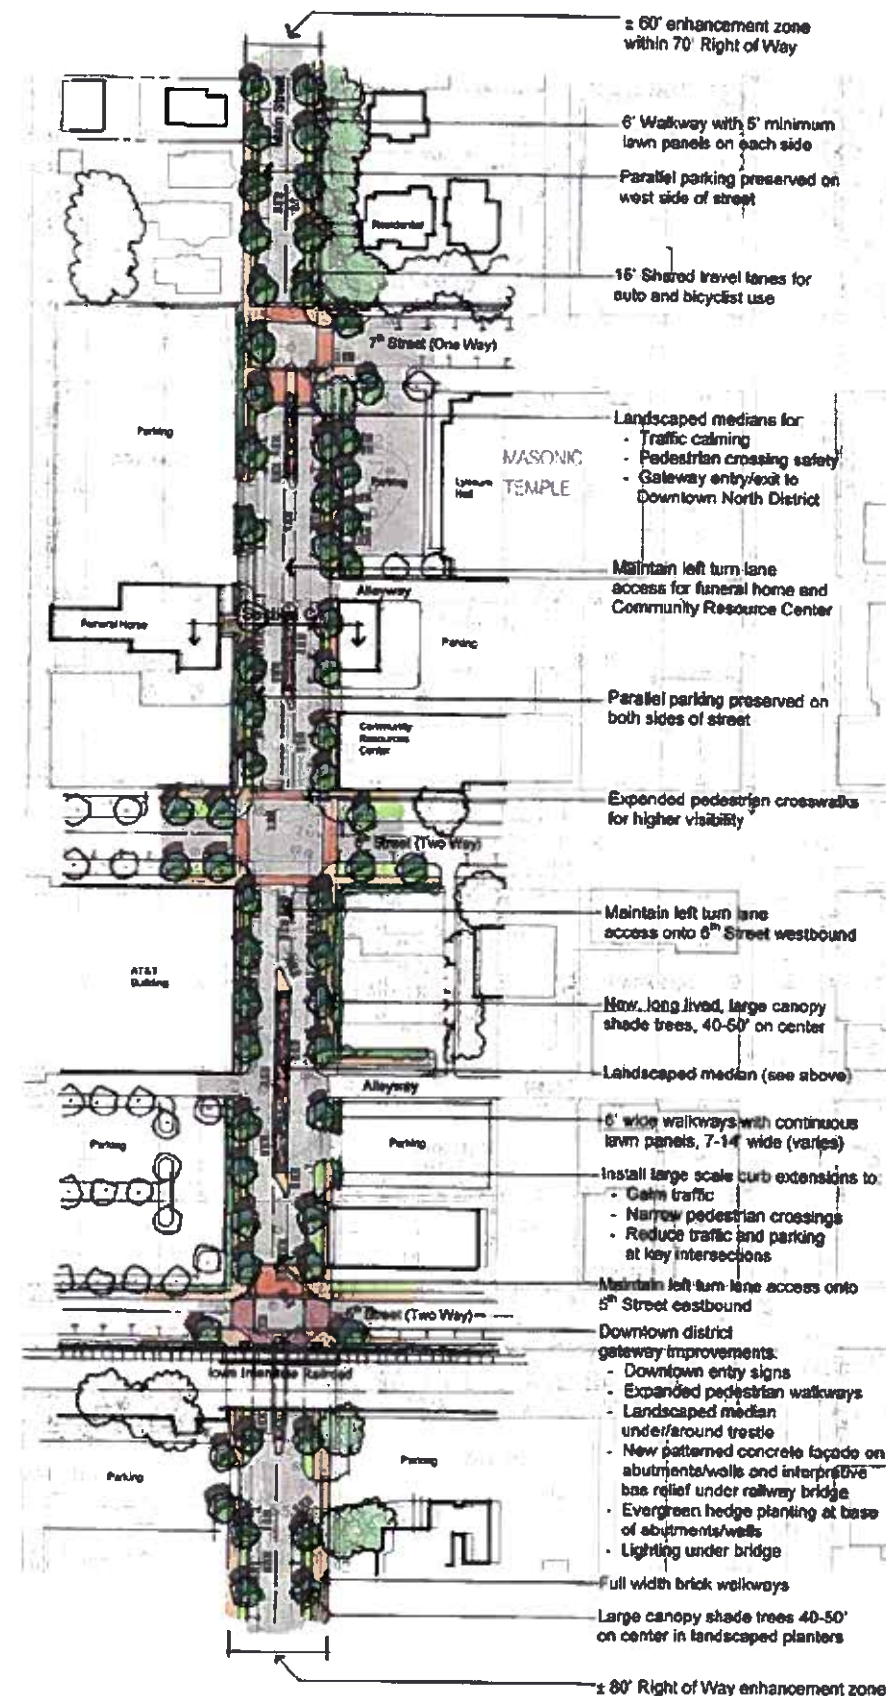 ± 60' enhancement zone
within 70' Right of Way
Main Street
6' Walkway with 5' minimum
lawn panels on each side
Parallel parking preserved on
west side of street
Residential
15' Shared travel lanes for
auto and bicyclist use
7th Street (One Way)
Landscaped medians for
- Traffic calming
- Pedestrian crossing safety
- Gateway entry/exit to
Downtown North District
Parking
MASONIC
TEMPLE
Parking
Lyceum
Hall
Maintain left turn lane
access for funeral home and
Community Resource Center
Alleyway
Funeral Home
Parking
Parallel parking preserved on
both sides of street
Community
Resources
Center
Expanded pedestrian crosswalks
for higher visibility
Street (Two Way)
Maintain left turn lane
access onto 6th Street westbound
AT&T
Building
New, long lived, large canopy
shade trees, 40-50' on center
Landscaped median (see above)
Alleyway
6' wide walkways with continuous
lawn panels, 7-14' wide (varies)
Parking
Parking
Install large scale curb extensions to:
- Calm traffic
- Narrow pedestrian crossings
- Reduce traffic and parking
at key intersections
Maintain left turn lane access onto
5th Street eastbound
Street (Two Way)
Downtown district
gateway improvements:
- Downtown entry signs
- Expanded pedestrian walkways
- Landscaped median
under/around trestle
- New patterned concrete façade on
abutments/walls and interpretive
bas relief under railway bridge
- Evergreen hedge planting at base
of abutments/walls
- Lighting under bridge
Iowa Interstate Railroad
Parking
Parking
Full width brick walkways
Large canopy shade trees 40-50'
on center in landscaped planters
± 80' Right of Way enhancement zone